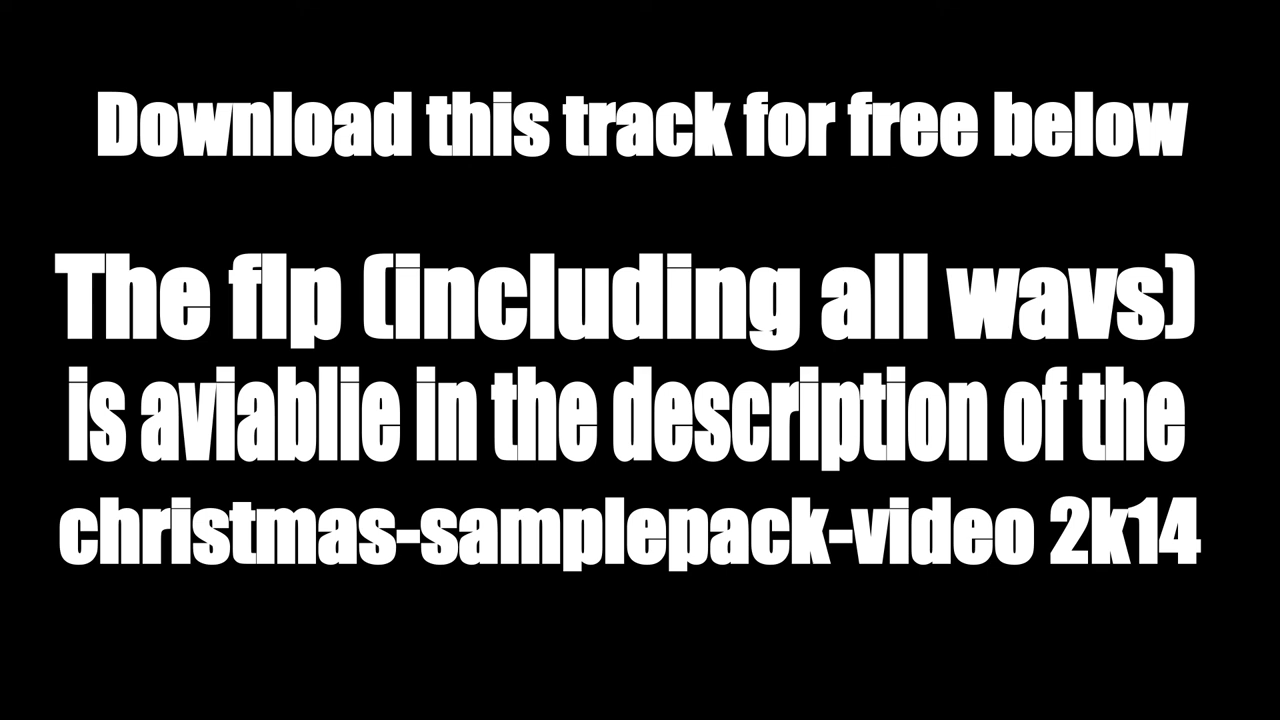 Download this track for free below
The flp (including all wavs)
is aviablie in the description of the
christmas-samplepack-video 2k14